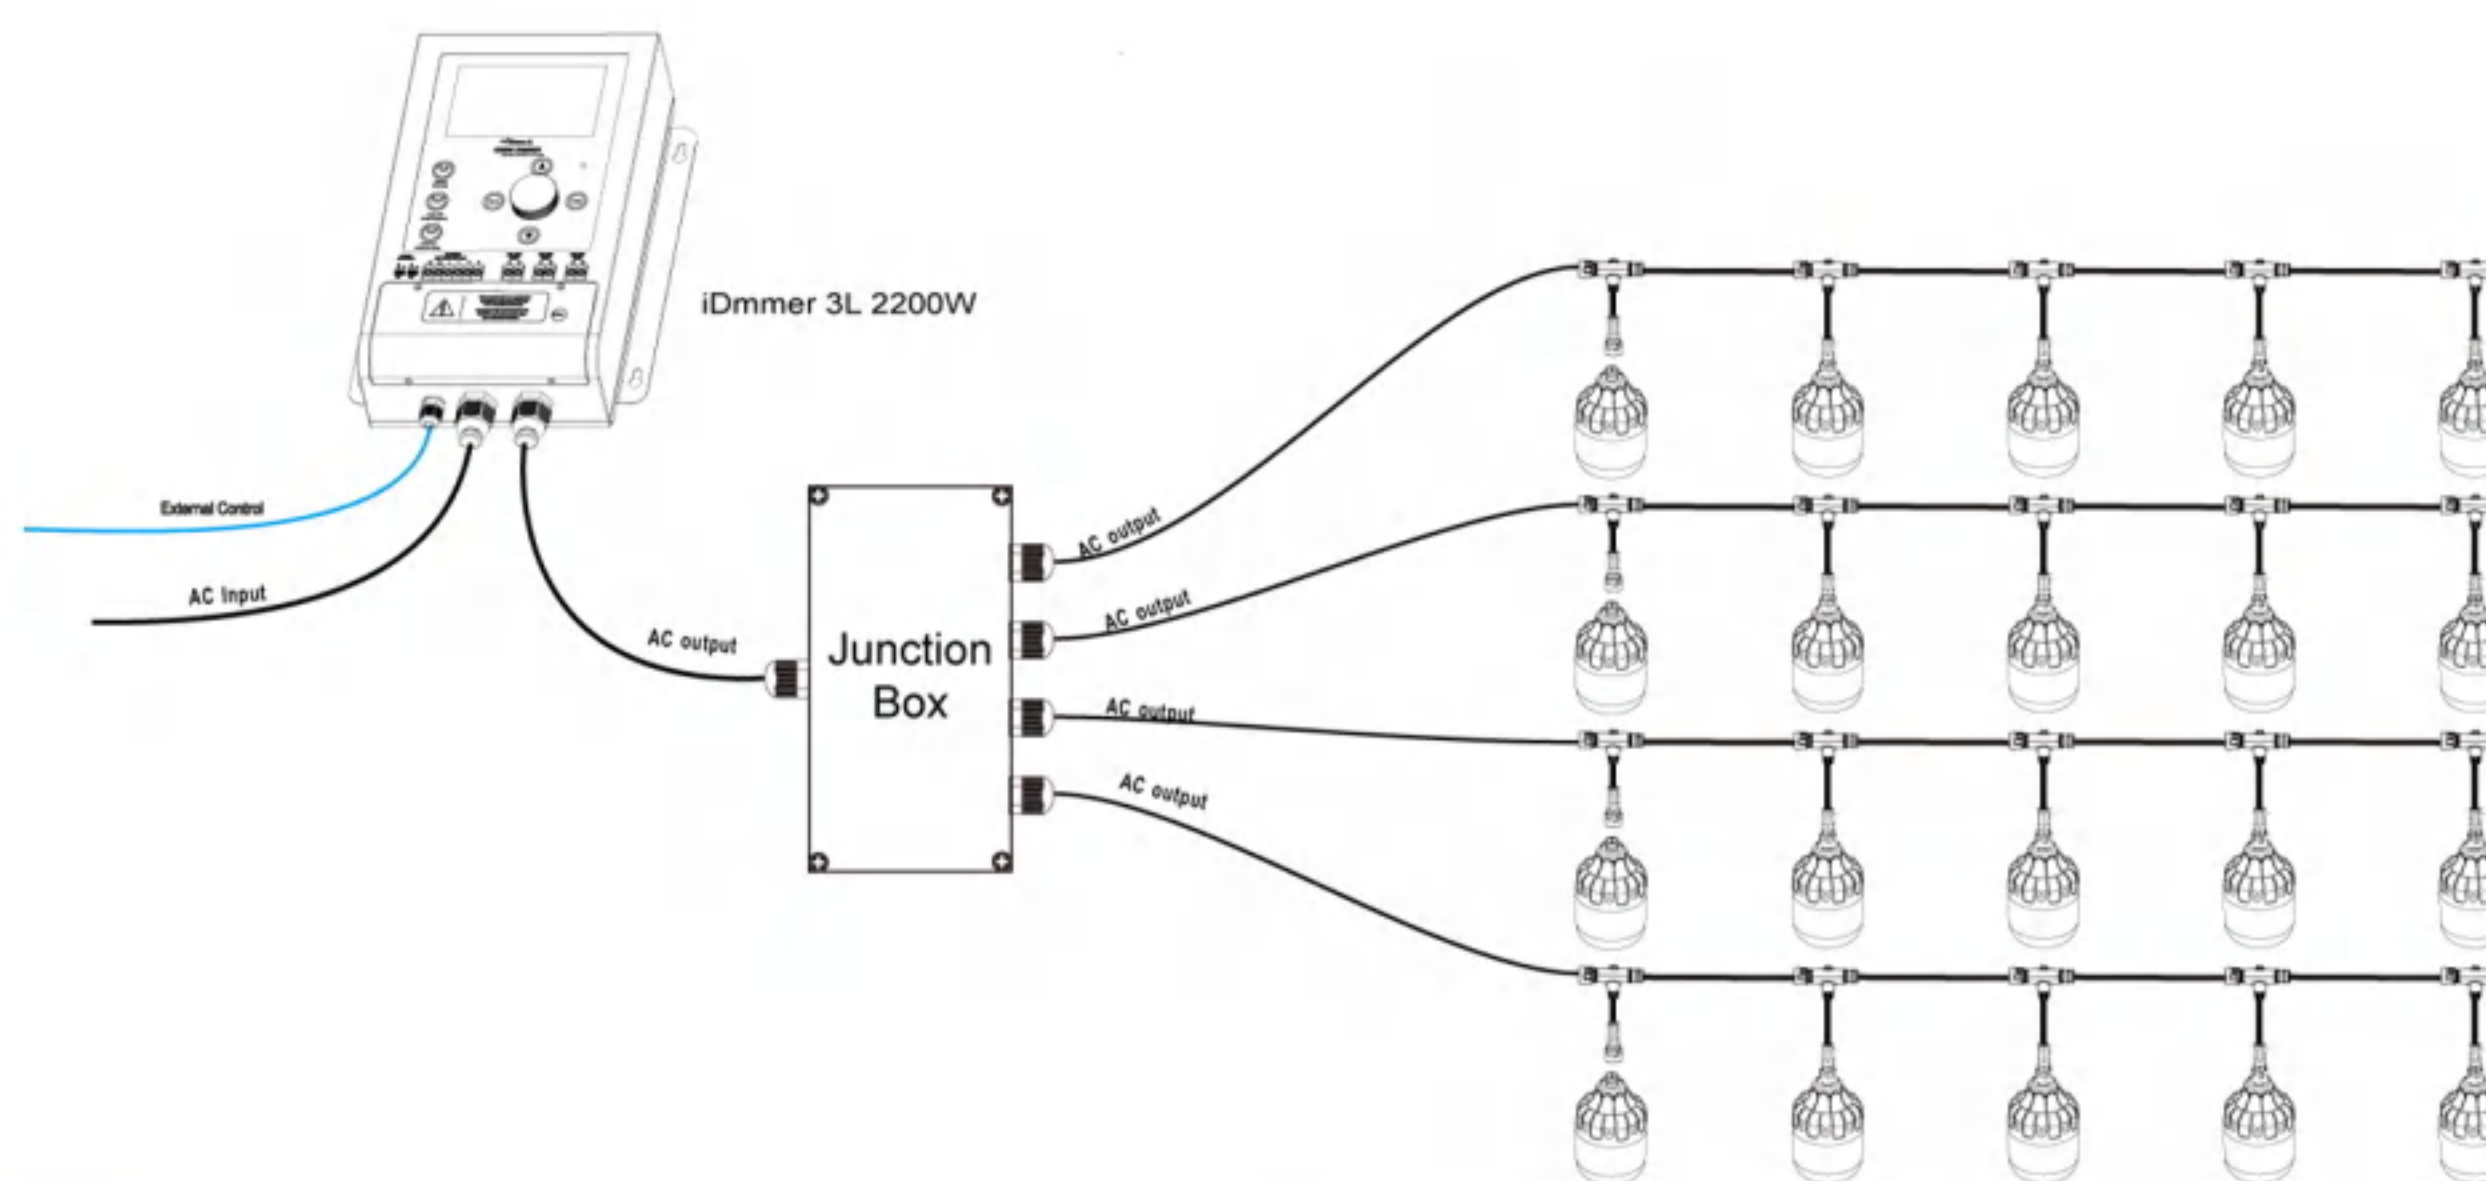 iDmmer 3L 2200W
External Control
AC Input
AC output
Junction
Box
AC output
AC output
AC output
AC output